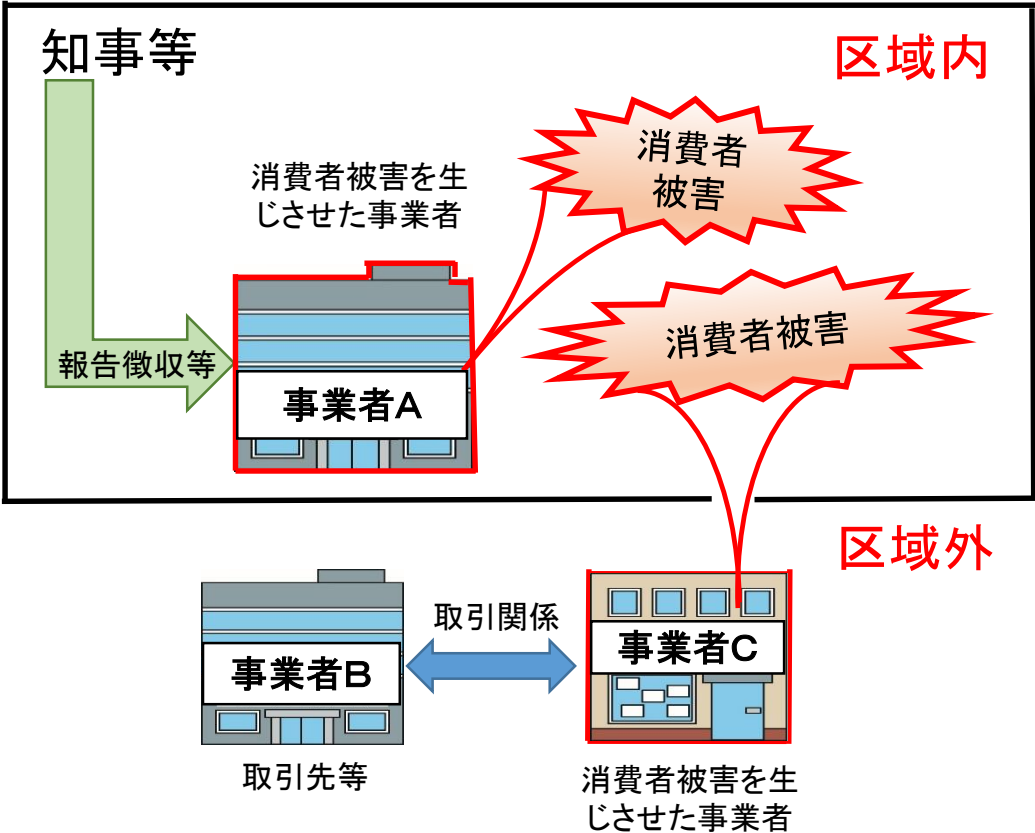 知事等
区域内
消費者
被害
消費者被害を生
じさせた事業者
消費者被害
報告徴収等
事業者A
区域外
取引関係
事業者B
事業者C
取引先等
消費者被害を生
じさせた事業者